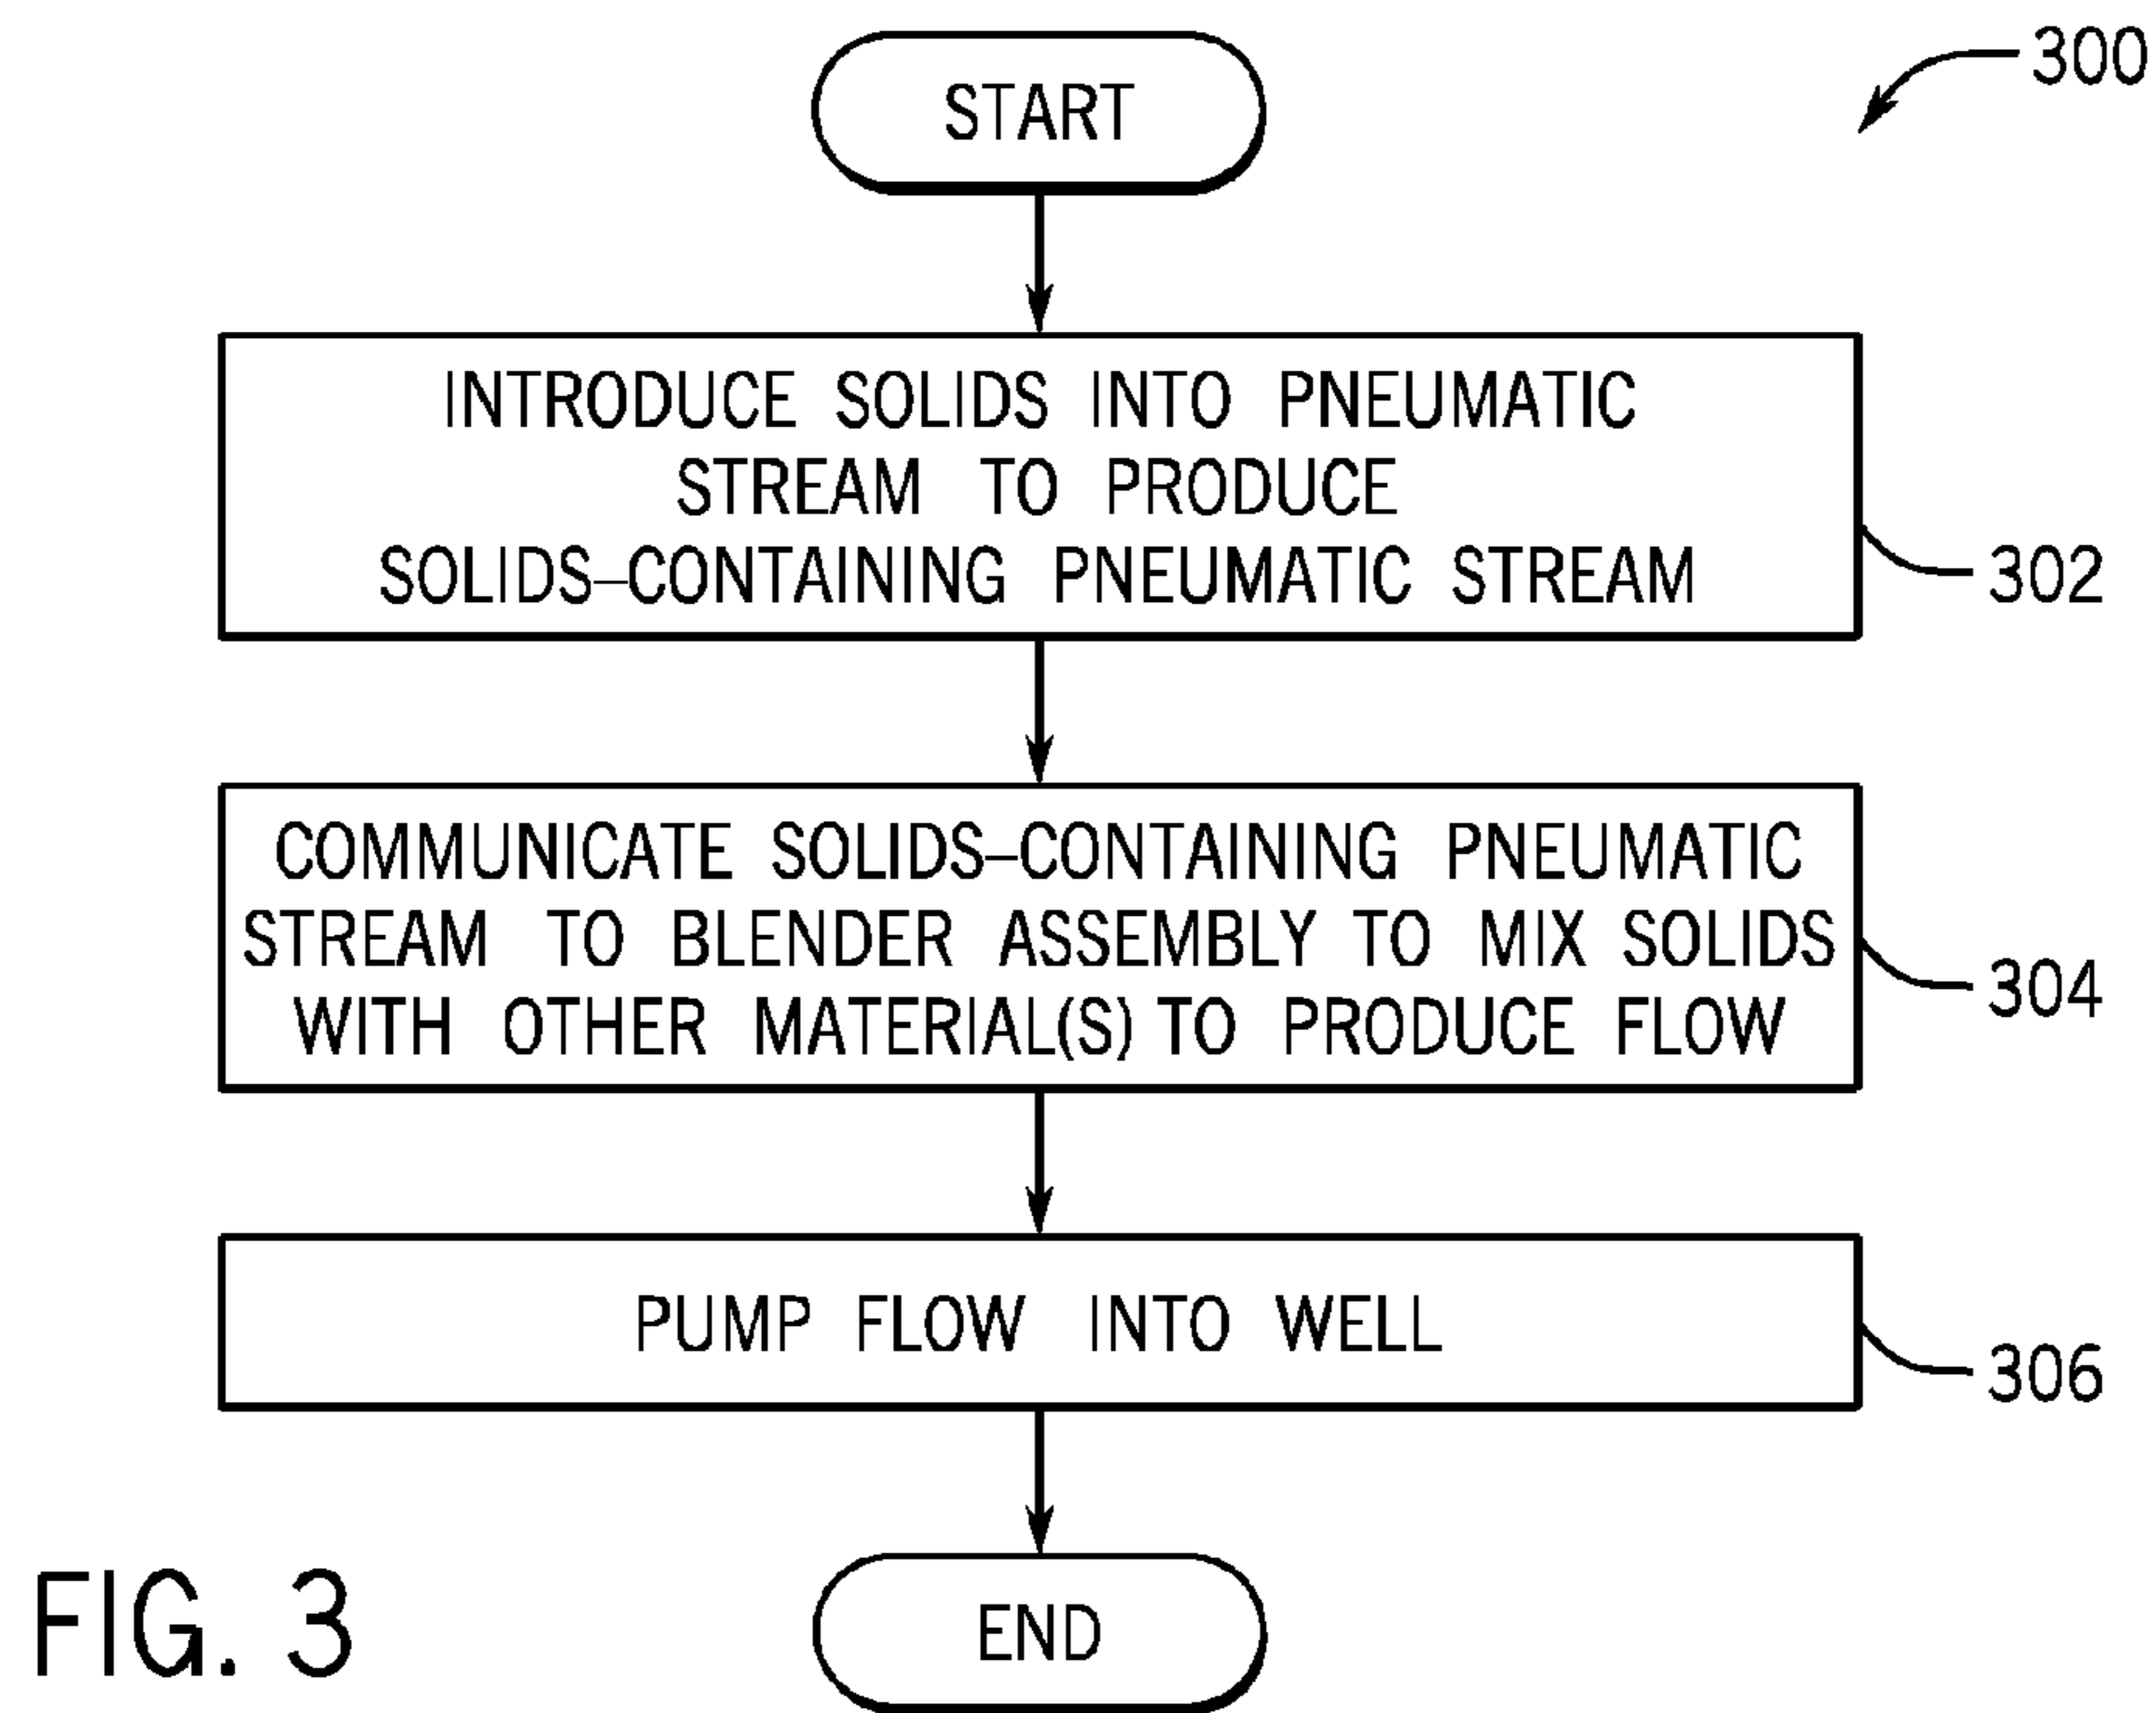 START
300
INTRODUCE SOLIDS INTO PNEUMATIC
STREAM TO PRODUCE
SOLIDS-CONTAINING PNEUMATIC STREAM
302
COMMUNICATE SOLIDS-CONTAINING PNEUMATIC
STREAM TO BLENDER ASSEMBLY TO MIX SOLIDS
WITH OTHER MATERIAL(S) TO PRODUCE FLOW
304
PUMP FLOW INTO WELL
306
END
FIG. 3